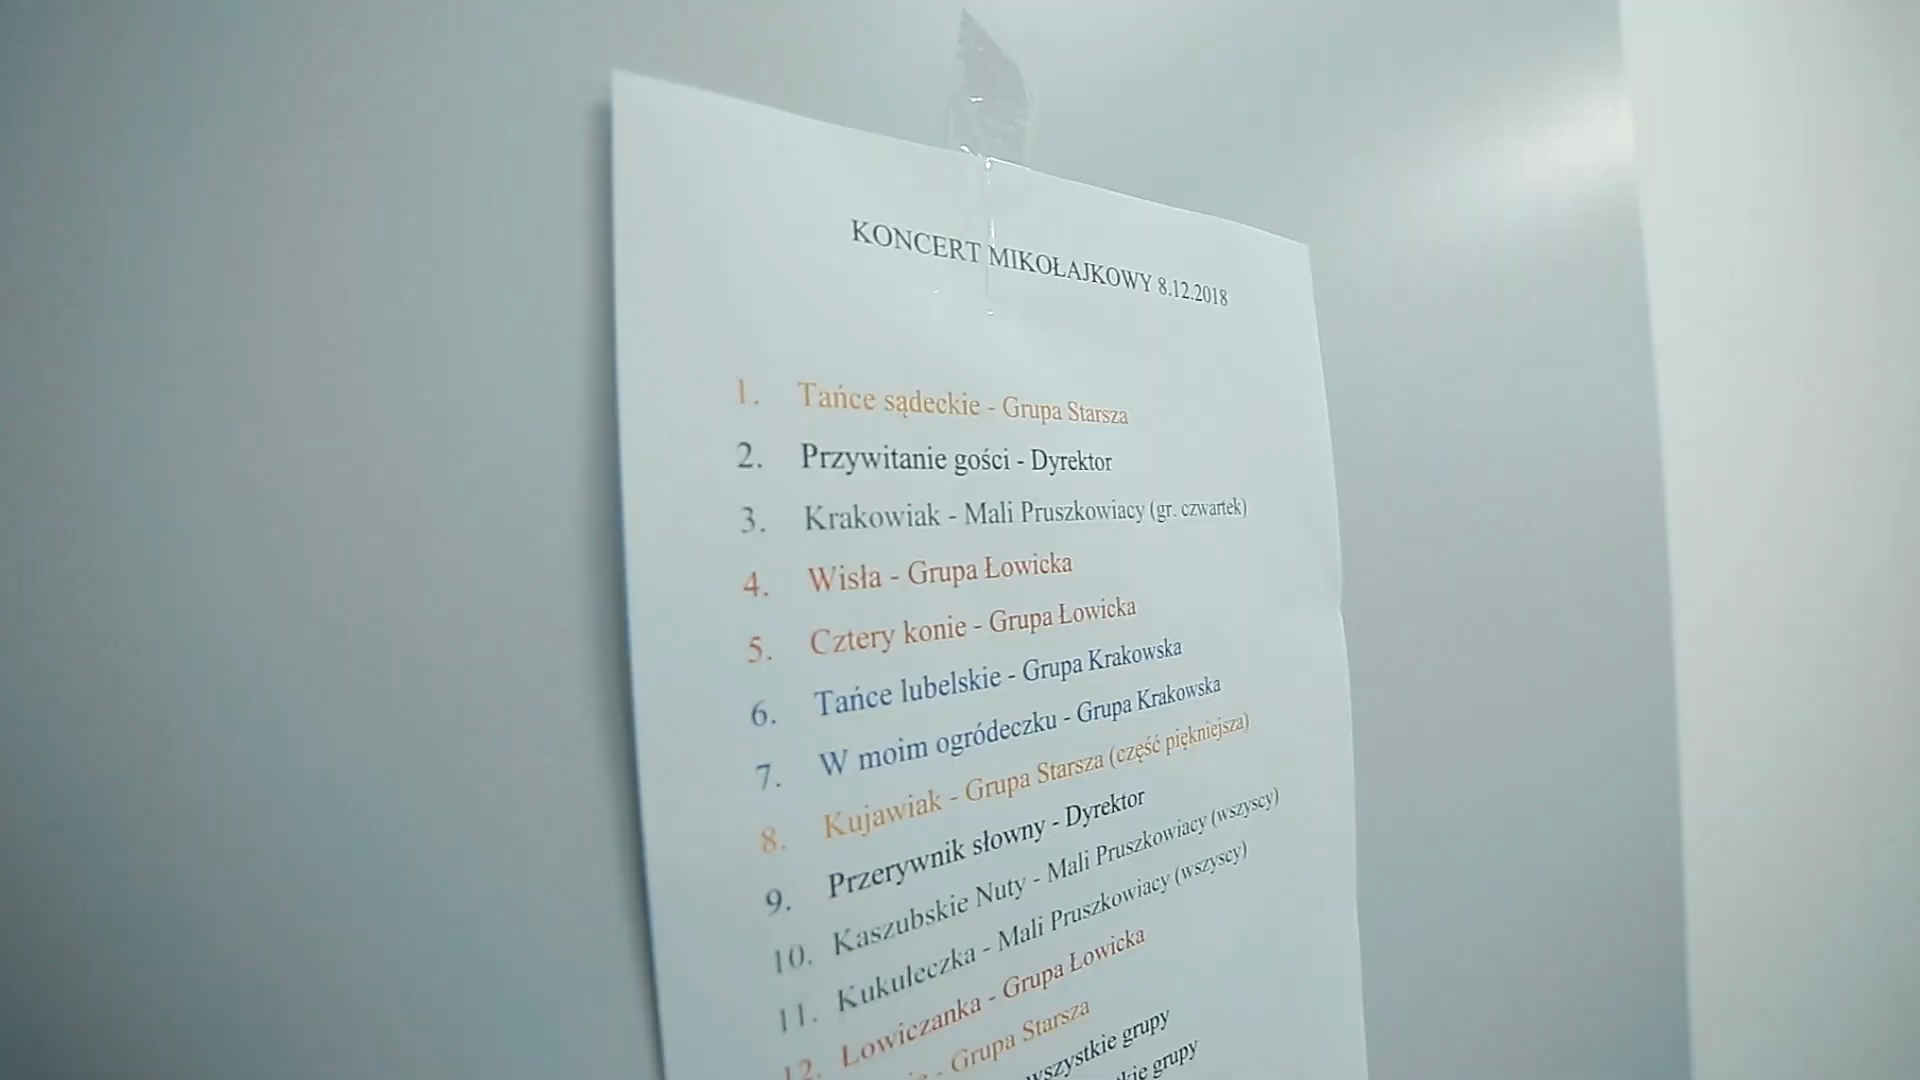 KONCERT MIKOŁAJKOWY 8.12.2018
1. Tańce sądeckie - Grupa Starsza
2. Przywitanie gości - Dyrektor
3. Krakowiak - Mali Pruszkowiacy (gr. czwartek)
4. Wisła - Grupa Łowicka
5. Cztery konie - Grupa Łowicka
6. Tańce lubelskie - Grupa Krakowska
7. W moim ogródeczku - Grupa Krakowska
8. Kujawiak - Grupa Starsza (część piękniejsza)
9. Przerywnik słowny - Dyrektor
10. Kaszubskie Nuty - Mali Pruszkowiacy (wszyscy)
11. Kukułeczka - Mali Pruszkowiacy (wszyscy)
12. Łowiczanka - Grupa Łowicka
- Grupa Starsza
wszystkie grupy
grupy